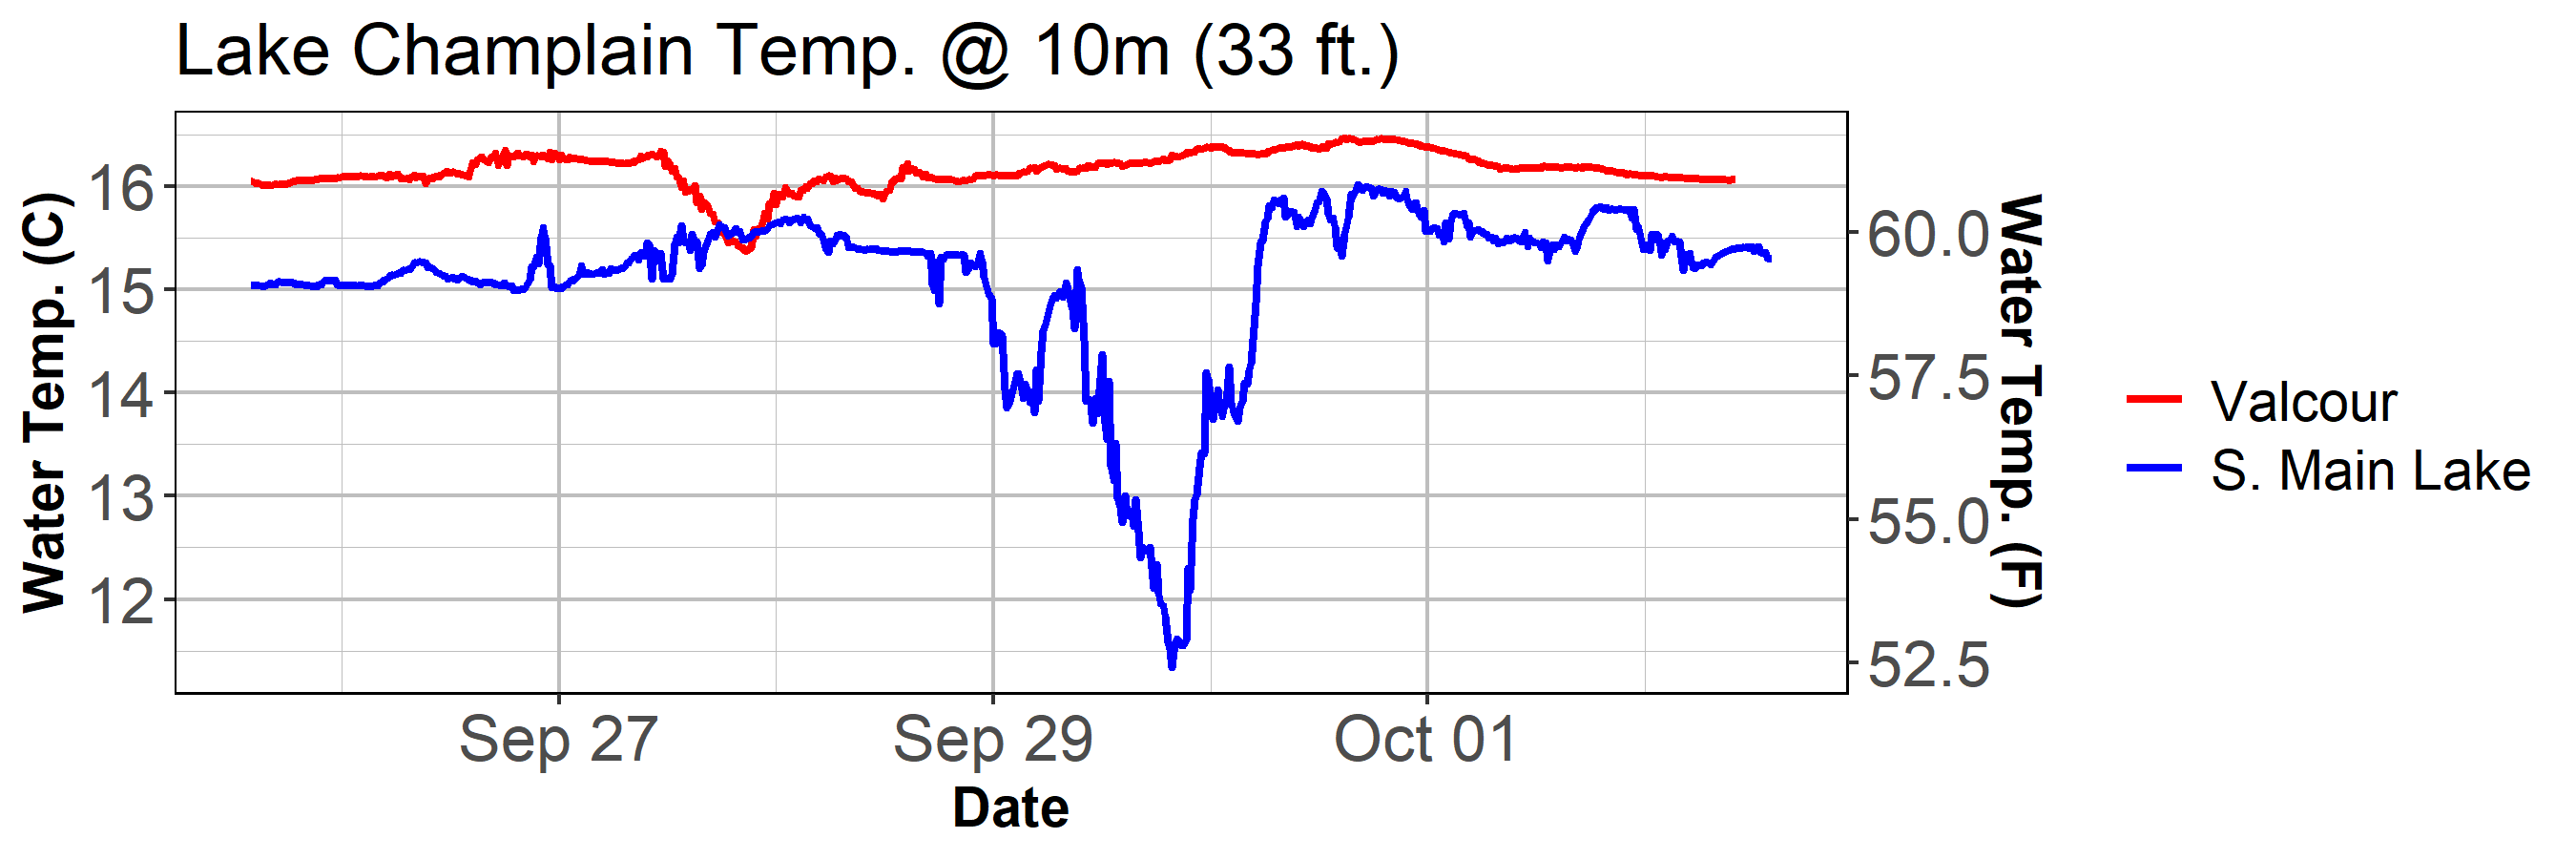 Lake Champlain Temp. @ 10m (33 ft.)
Water Temp. (C)
16
15
14
13
12
60.0
57.5
55.0
52.5
Water Temp. (F)
Sep 27
Sep 29
Oct 01
Date
Valcour
S. Main Lake